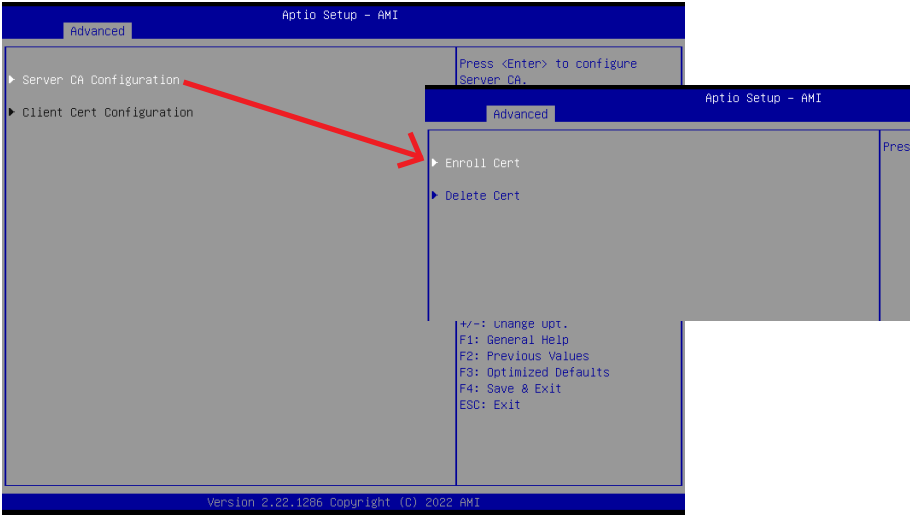 Aptio Setup – AMI
Advanced
Server CA Configuration
Client Cert Configuration
Press <Enter> to configure
Server CA.
Aptio Setup – AMI
Advanced
Enroll Cert
Delete Cert
Pres
+/-: Change Opt.
F1: General Help
F2: Previous Values
F3: Optimized Defaults
F4: Save & Exit
ESC: Exit
Version 2.22.1286 Copyright (C) 2022 AMI